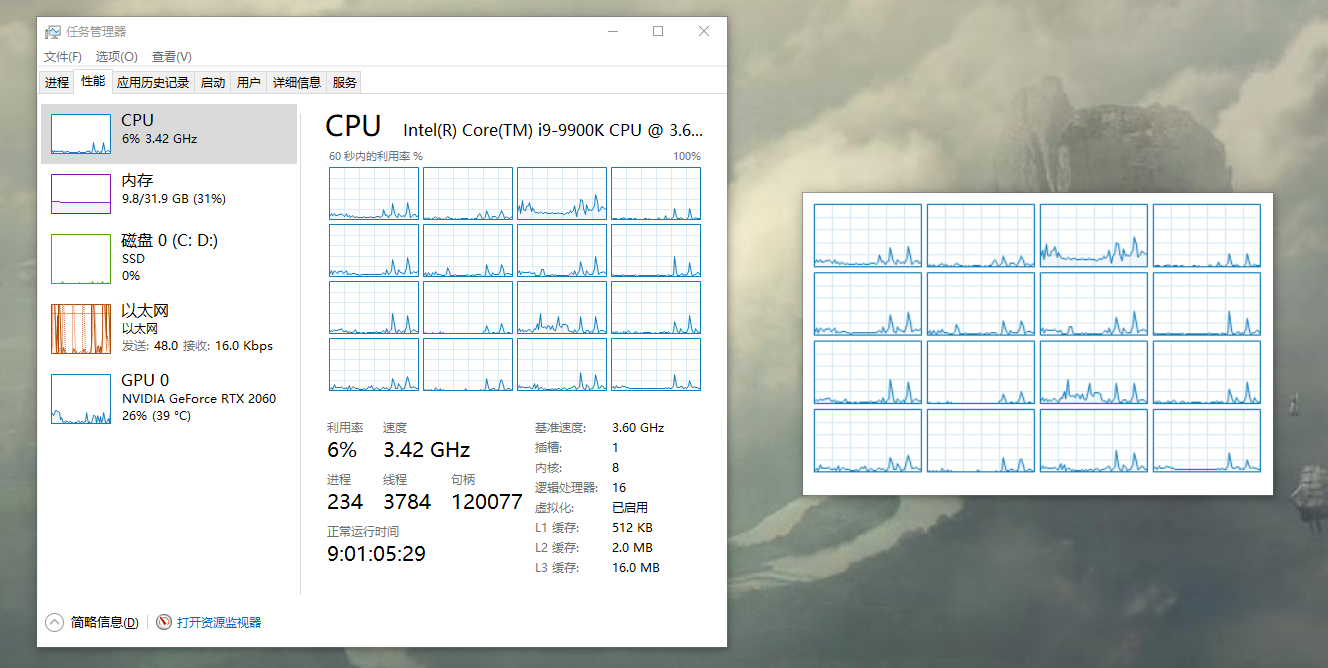 任务管理器
文件(F) 选项(O) 查看(V)
进程 性能 应用历史记录 启动 用户 详细信息 服务
CPU
6% 3.42 GHz
内存
9.8/31.9 GB (31%)
磁盘 0 (C: D:)
SSD
0%
以太网
以太网
发送: 48.0 接收: 16.0 Kbps
GPU 0
NVIDIA GeForce RTX 2060
26% (39 °C)
CPU Intel(R) Core(TM) i9-9900K CPU @ 3.6...
60 秒内的利用率 % 100%
利用率 速度
6% 3.42 GHz
进程 线程 句柄
234 3784 120077
正常运行时间
9:01:05:29
基准速度: 3.60 GHz
插槽: 1
内核: 8
逻辑处理器: 16
虚拟化: 已启用
L1 缓存: 512 KB
L2 缓存: 2.0 MB
L3 缓存: 16.0 MB
简略信息(D) 打开资源监视器